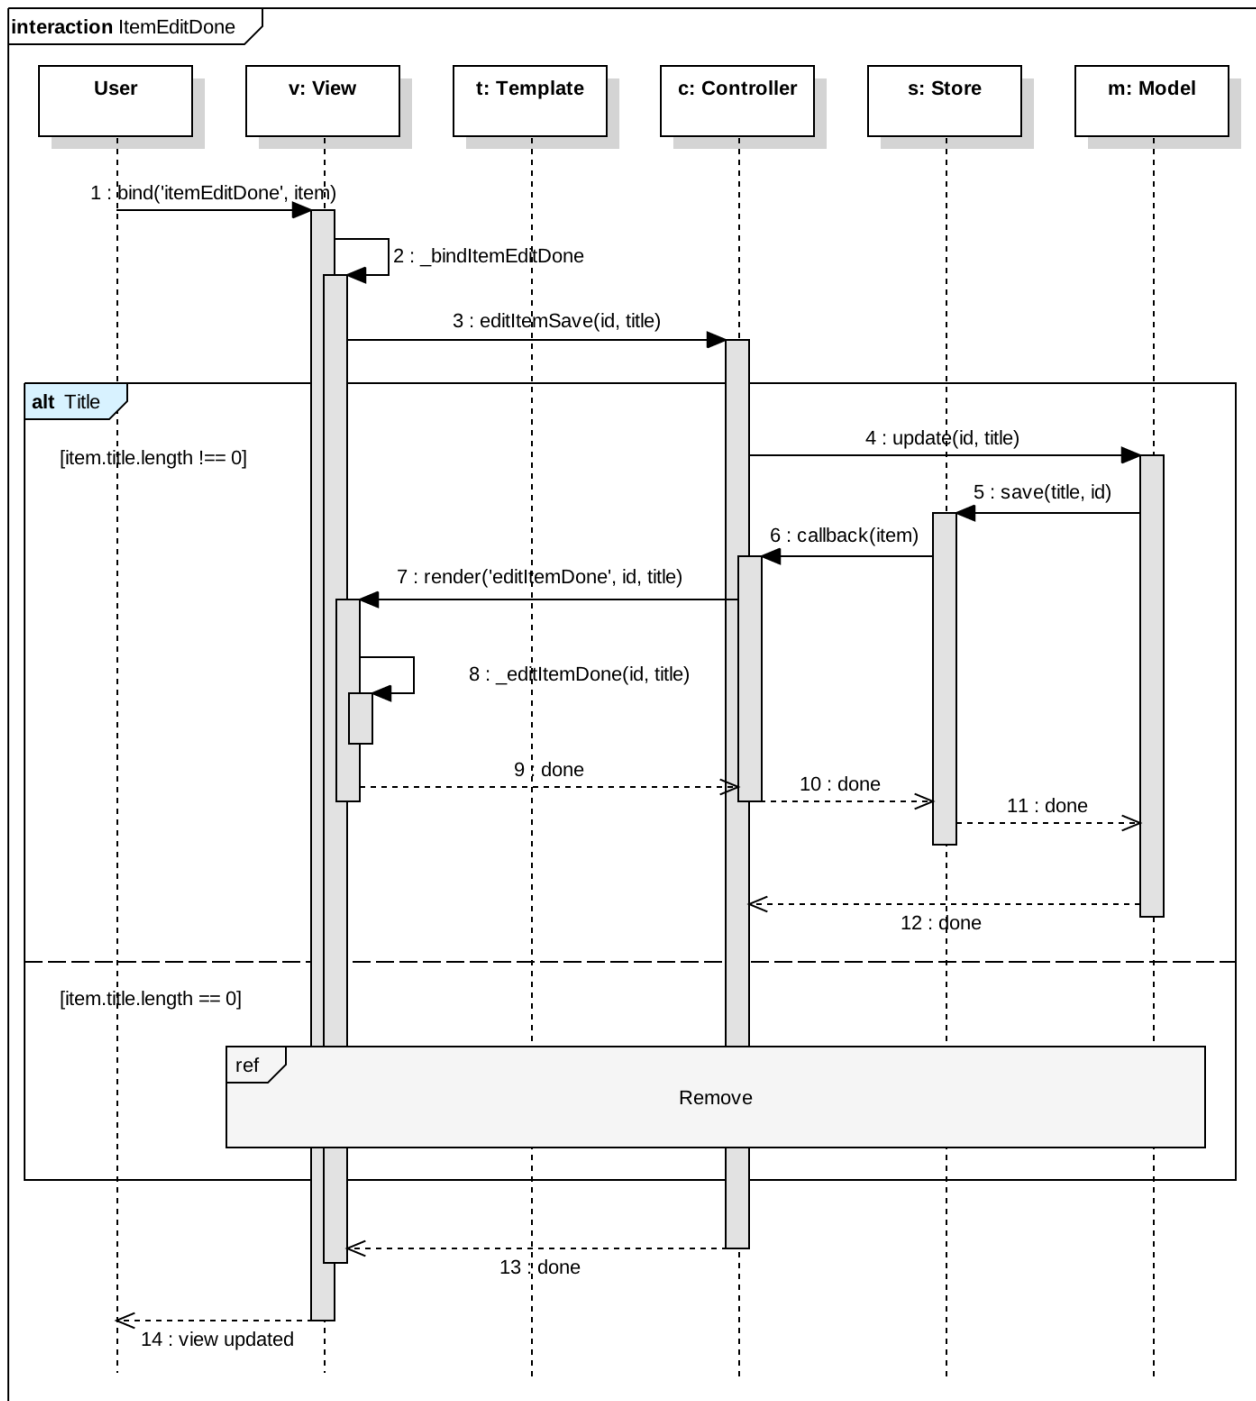 interaction ItemEditDone
User
v: View
t: Template
c: Controller
s: Store
m: Model
1 : bind('itemEditDone', item)
2 : _bindItemEditDone
3 : editItemSave(id, title)
alt Title
[item.title.length !== 0]
4 : update(id, title)
5 : save(title, id)
6 : callback(item)
7 : render('editItemDone', id, title)
8 : _editItemDone(id, title)
9 : done
10 : done
11 : done
12 : done
[item.title.length == 0]
ref
Remove
13 : done
14 : view updated